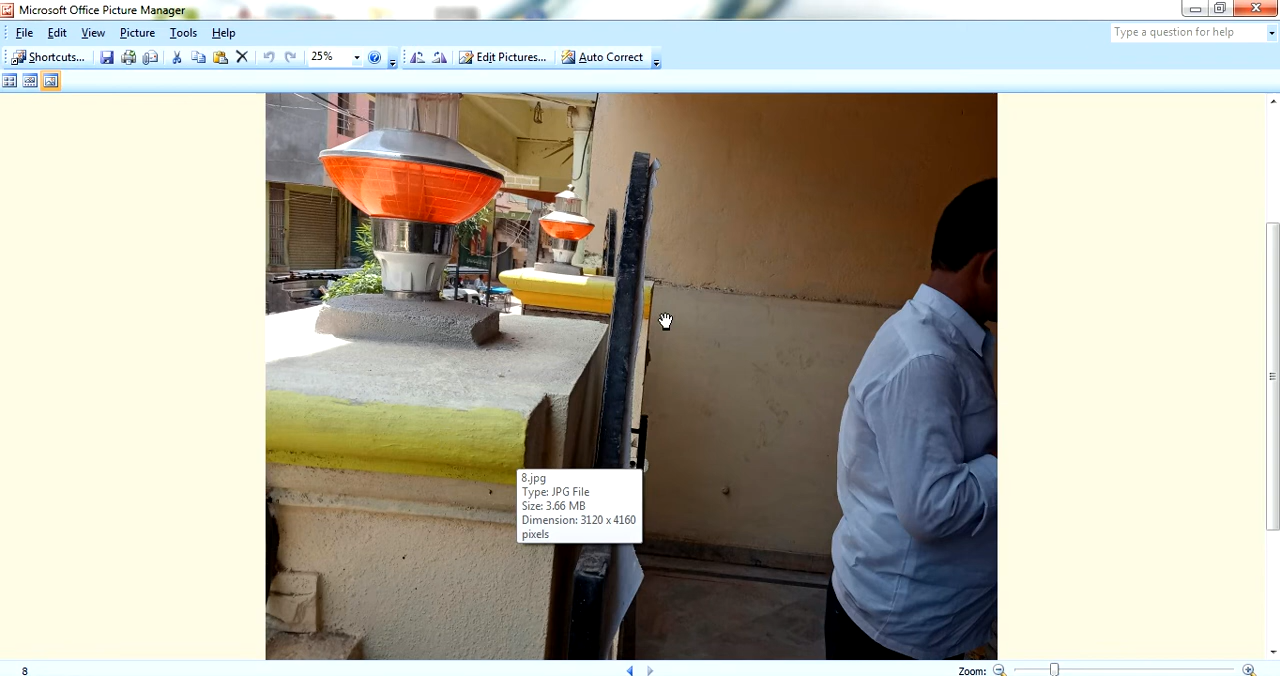 Microsoft Office Picture Manager
File Edit View Picture Tools Help
Type a question for help
Shortcuts... 25% Edit Pictures... Auto Correct
8.jpg
Type: JPG File
Size: 3.66 MB
Dimension: 3120 x 4160
pixels
8 Zoom: